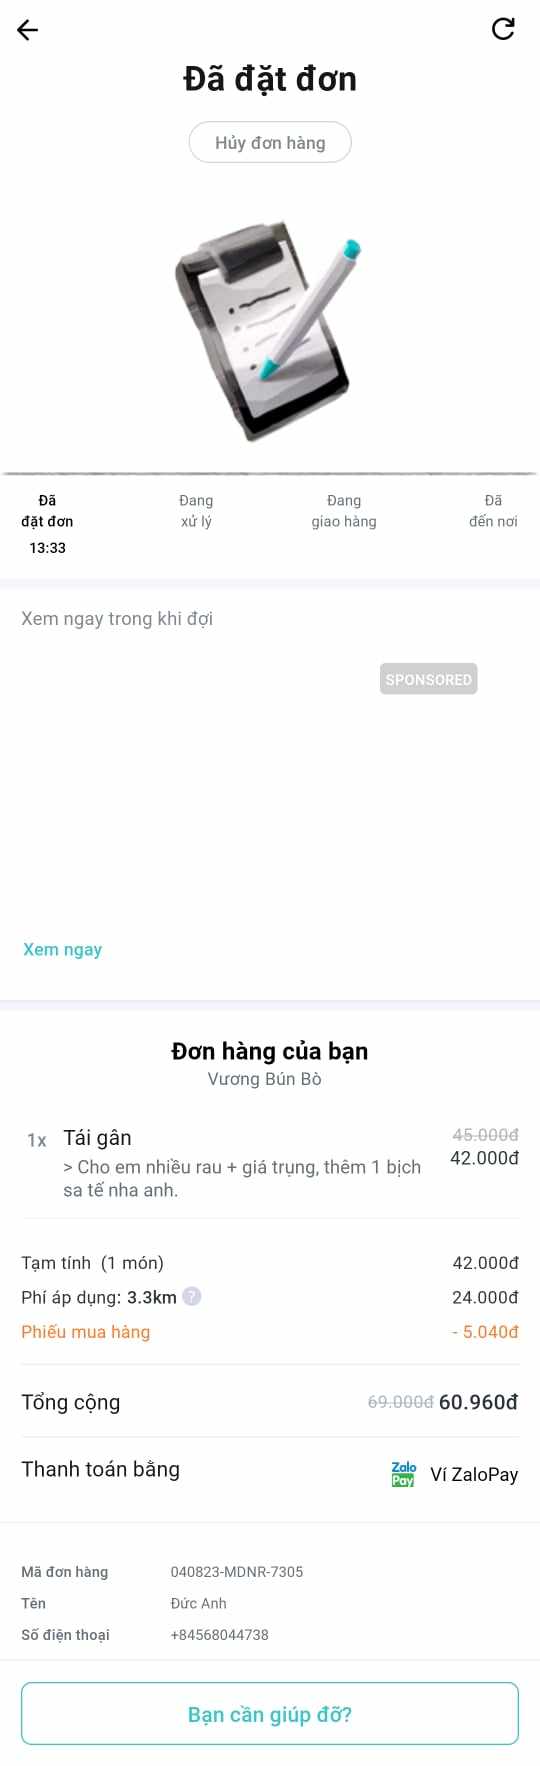 Đã đặt đơn
Hủy đơn hàng
Đã
đặt đơn
13:33
Đang
xử lý
Đang
giao hàng
Đã
đến nơi
Xem ngay trong khi đợi
SPONSORED
Xem ngay
Đơn hàng của bạn
Vương Bún Bò
1x Tái gân 45.000đ
42.000đ
> Cho em nhiều rau + giá trụng, thêm 1 bịch
sa tế nha anh.
Tạm tính (1 món) 42.000đ
Phí áp dụng: 3.3km ? 24.000đ
Phiếu mua hàng - 5.040đ
Tổng cộng 69.000đ 60.960đ
Thanh toán bằng Zalo Pay Ví ZaloPay
Mã đơn hàng 040823-MDNR-7305
Tên Đức Anh
Số điện thoại +84568044738
Bạn cần giúp đỡ?